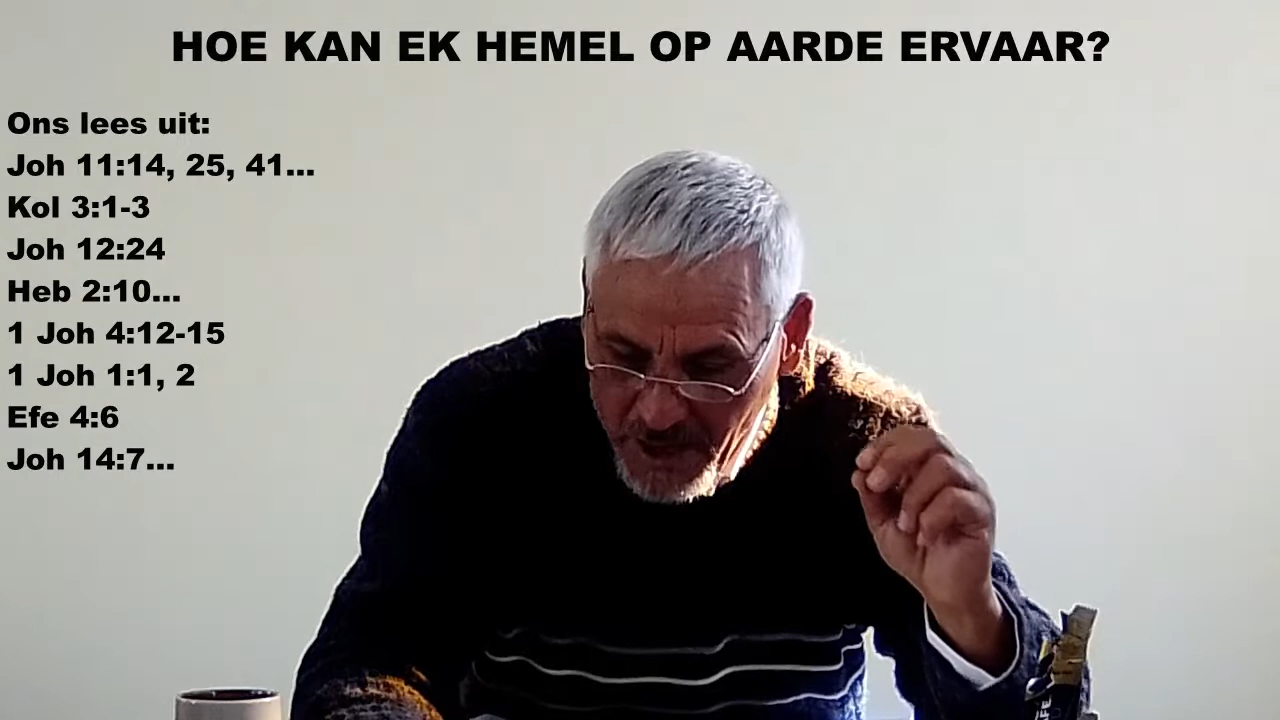 HOE KAN EK HEMEL OP AARDE ERVAAR?
Ons lees uit:
Joh 11:14, 25, 41...
Kol 3:1-3
Joh 12:24
Heb 2:10...
1 Joh 4:12-15
1 Joh 1:1, 2
Efe 4:6
Joh 14:7...